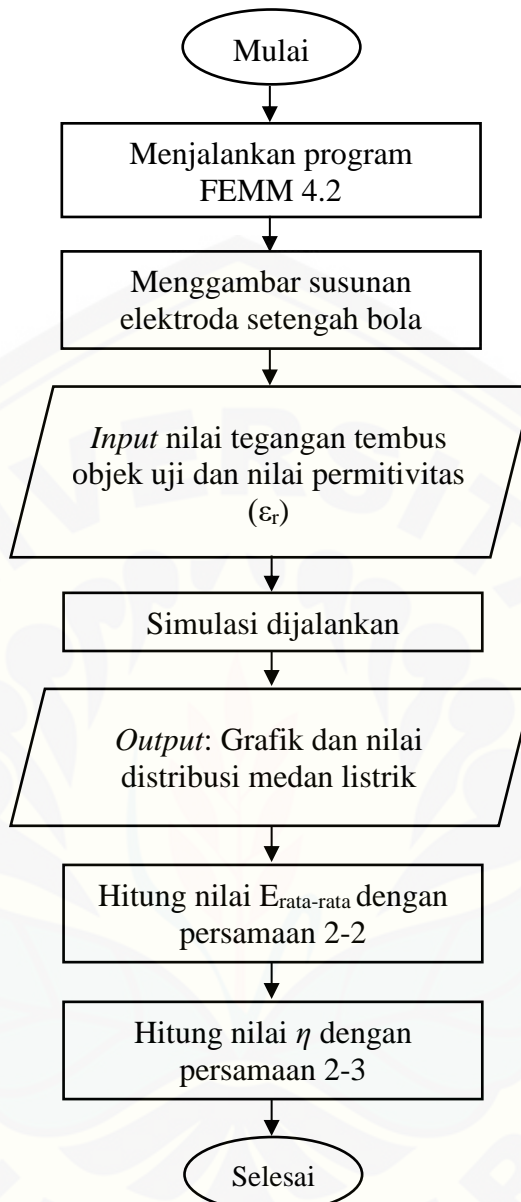 Mulai
Menjalankan program
FEMM 4.2
Menggambar susunan
elektroda setengah bola
Input nilai tegangan tembus
objek uji dan nilai permitivitas
(εr)
Simulasi dijalankan
Output: Grafik dan nilai
distribusi medan listrik
Hitung nilai Erata-rata dengan
persamaan 2-2
Hitung nilai η dengan
persamaan 2-3
Selesai